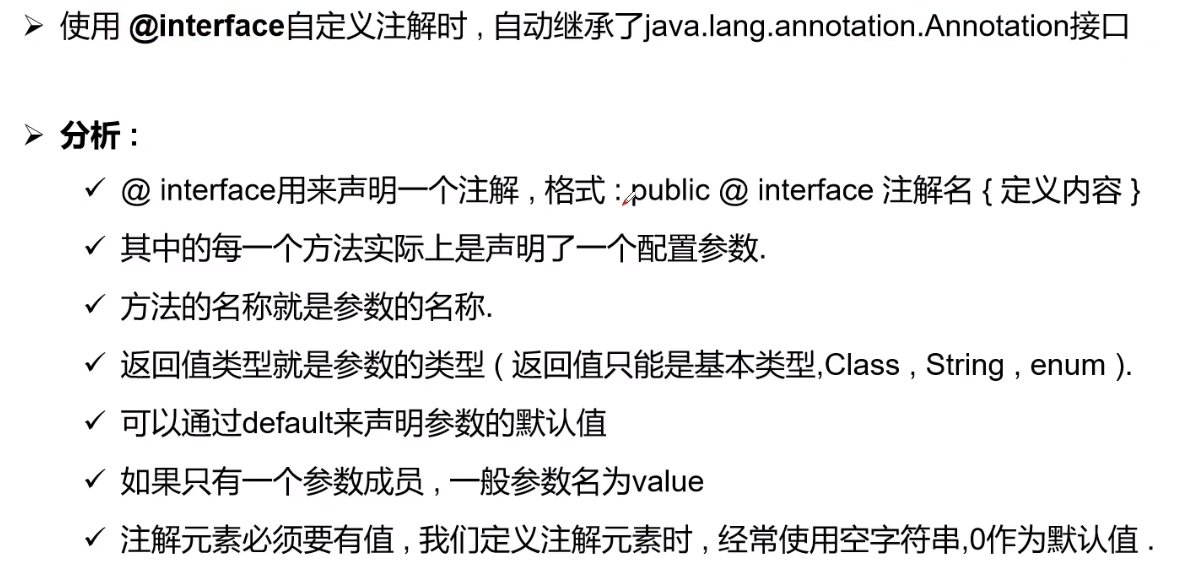 使用 @interface自定义注解时 , 自动继承了java.lang.annotation.Annotation接口
分析 :
@ interface用来声明一个注解 , 格式 : public @ interface 注解名 { 定义内容 }
其中的每一个方法实际上是声明了一个配置参数.
方法的名称就是参数的名称.
返回值类型就是参数的类型 ( 返回值只能是基本类型,Class , String , enum ).
可以通过default来声明参数的默认值
如果只有一个参数成员 , 一般参数名为value
注解元素必须要有值 , 我们定义注解元素时 , 经常使用空字符串,0作为默认值 .